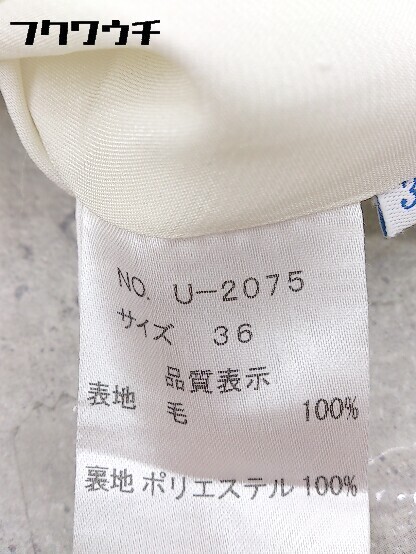 フクワウチ
3
NO. U-2075
サイズ 36
品質表示
表地 毛 100%
裏地 ポリエステル 100%